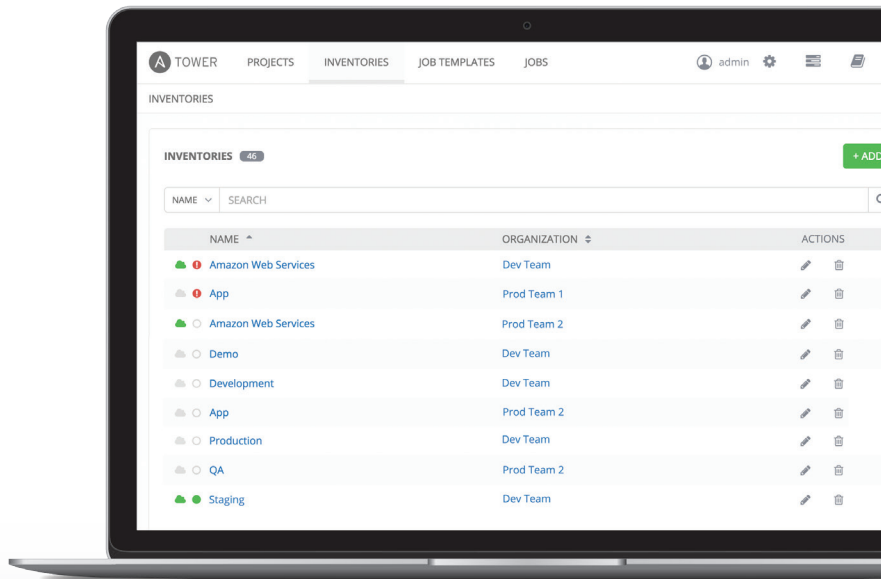 A TOWER PROJECTS INVENTORIES JOB TEMPLATES JOBS admin
INVENTORIES
INVENTORIES 46
+ ADD
NAME SEARCH
NAME ORGANIZATION ACTIONS
Amazon Web Services Dev Team
App Prod Team 1
Amazon Web Services Prod Team 2
Demo Dev Team
Development Dev Team
App Prod Team 2
Production Dev Team
QA Prod Team 2
Staging Dev Team